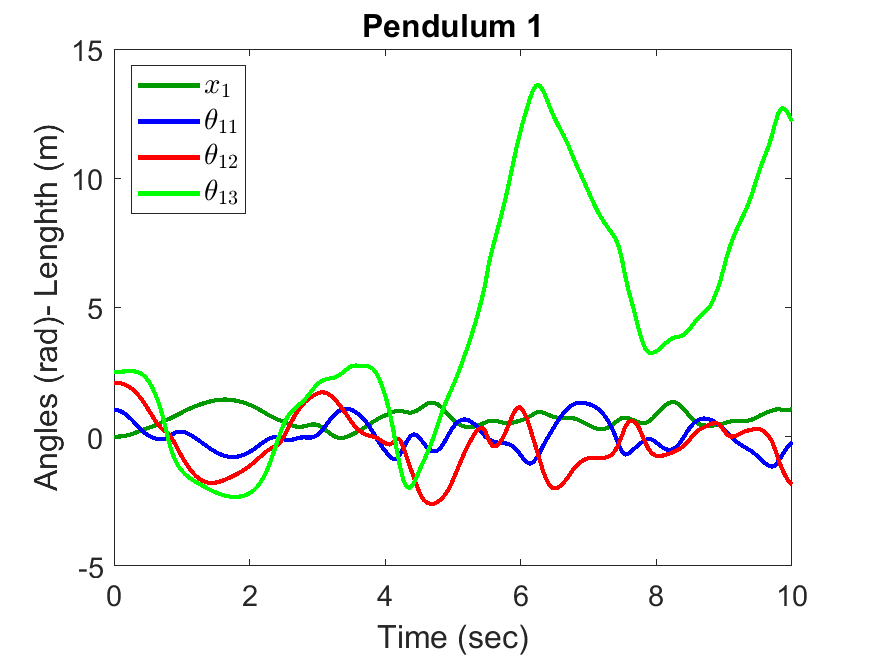 Pendulum 1
15
10
5
0
-5
0 2 4 6 8 10
x₁
θ₁₁
θ₁₂
θ₁₃
Angles (rad)- Lenghth (m)
Time (sec)